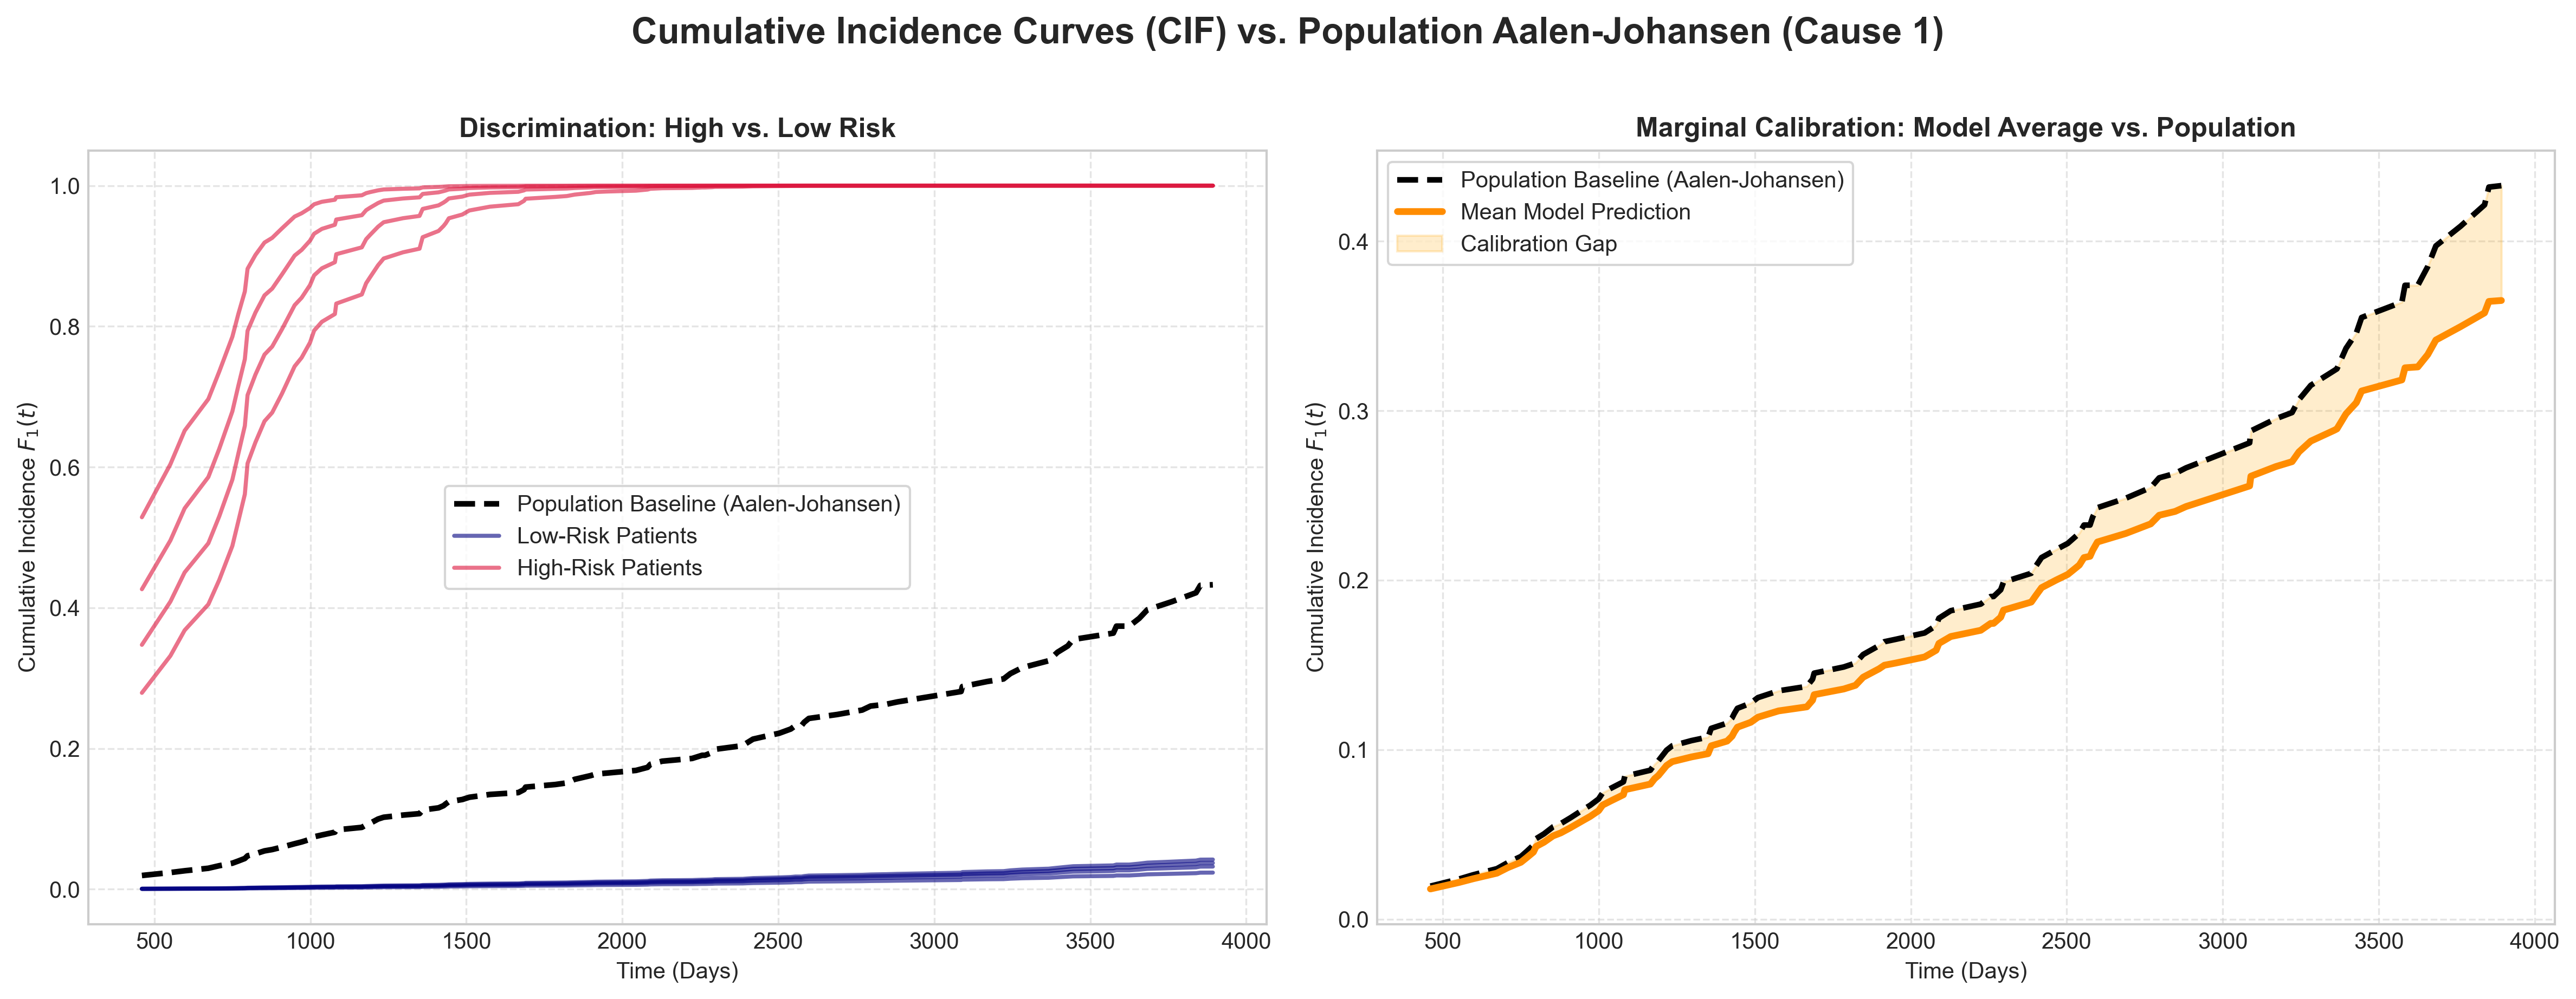 Cumulative Incidence Curves (CIF) vs. Population Aalen-Johansen (Cause 1)
Discrimination: High vs. Low Risk
Cumulative Incidence F₁(t)
1.0
0.8
0.6
0.4
0.2
0.0
Population Baseline (Aalen-Johansen)
Low-Risk Patients
High-Risk Patients
500 1000 1500 2000 2500 3000 3500 4000
Time (Days)
Marginal Calibration: Model Average vs. Population
Cumulative Incidence F₁(t)
Population Baseline (Aalen-Johansen)
Mean Model Prediction
Calibration Gap
0.4
0.3
0.2
0.1
0.0
500 1000 1500 2000 2500 3000 3500 4000
Time (Days)